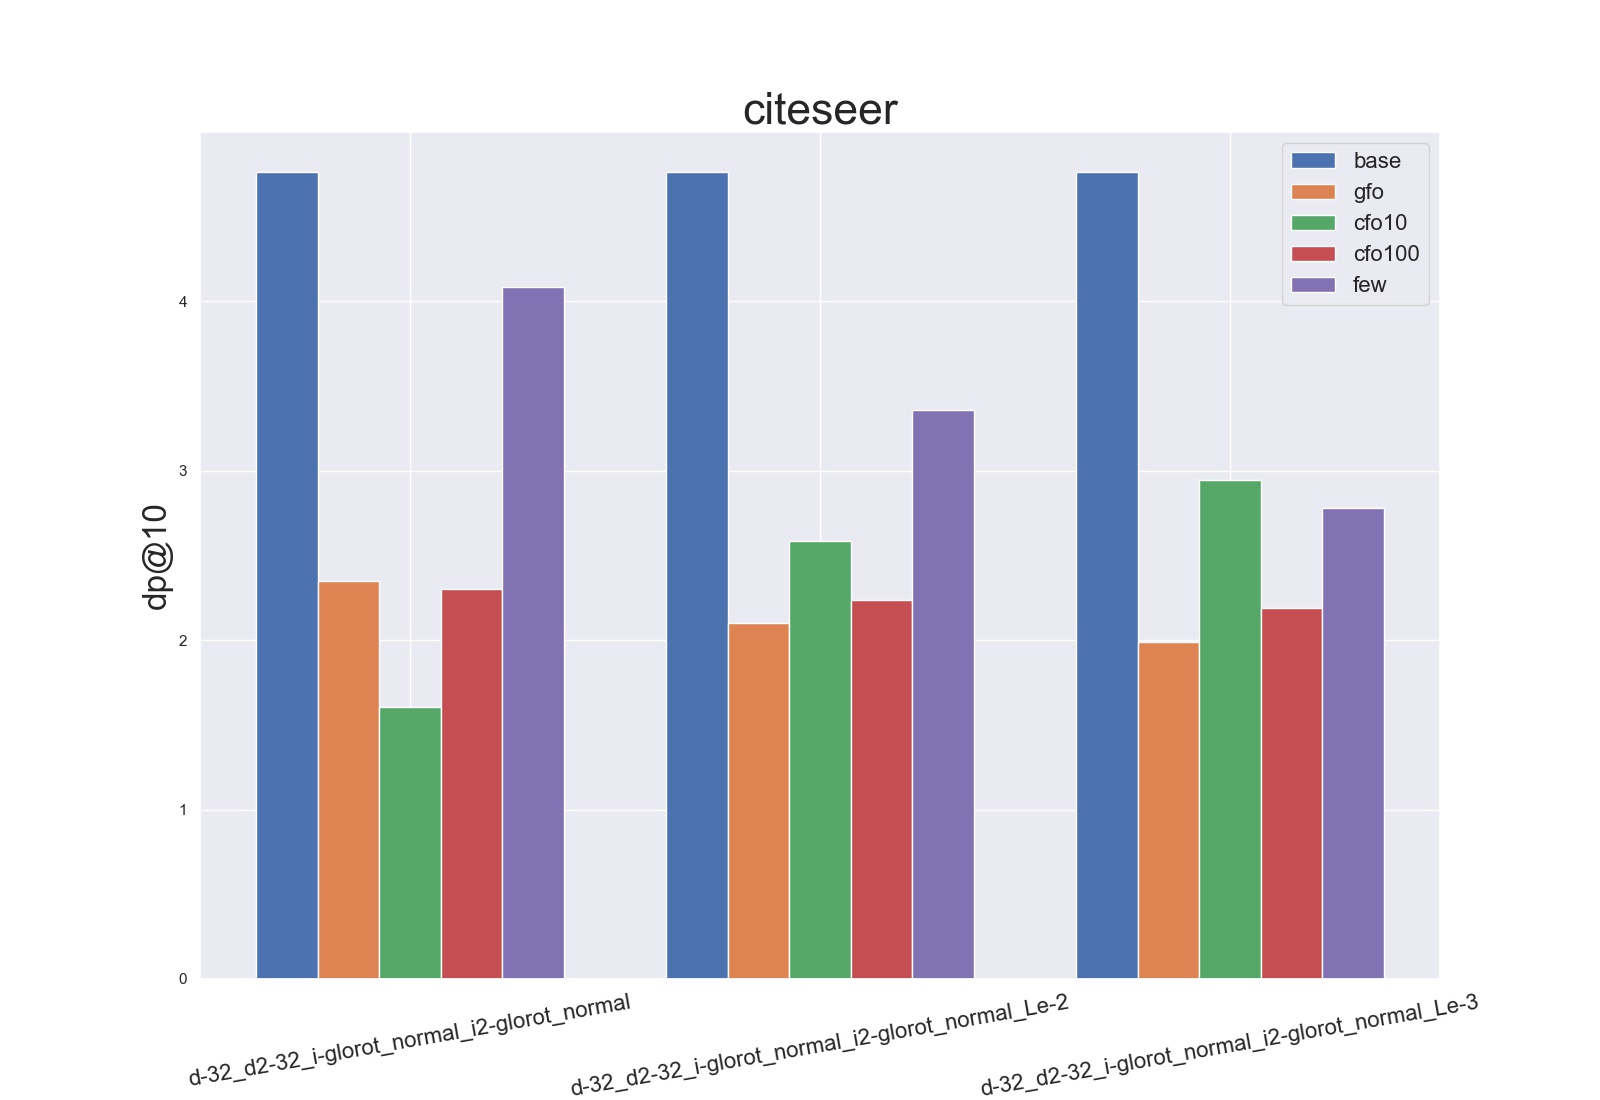 citeseer
base
gfo
cfo10
cfo100
few
dp@10
4
3
2
1
0
d-32_d2-32_i-glorot_normal_i2-glorot_normal
d-32_d2-32_i-glorot_normal_i2-glorot_normal_Le-2
d-32_d2-32_i-glorot_normal_i2-glorot_normal_Le-3